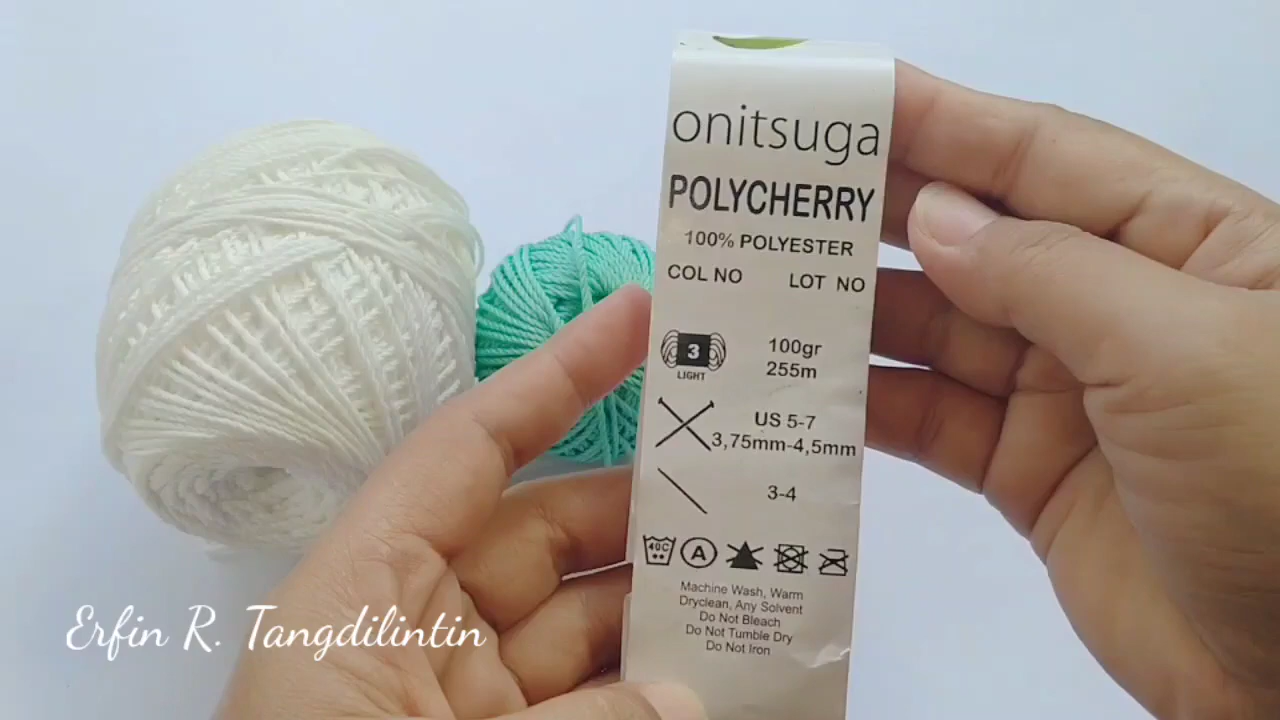 onitsuga
POLYCHERRY
100% POLYESTER
COL NO LOT NO
3
LIGHT
100gr
255m
US 5-7
3,75mm-4,5mm
3-4
40C
A
Machine Wash, Warm
Dryclean, Any Solvent
Do Not Bleach
Do Not Tumble Dry
Do Not Iron
Erfin R. Tangdilintin